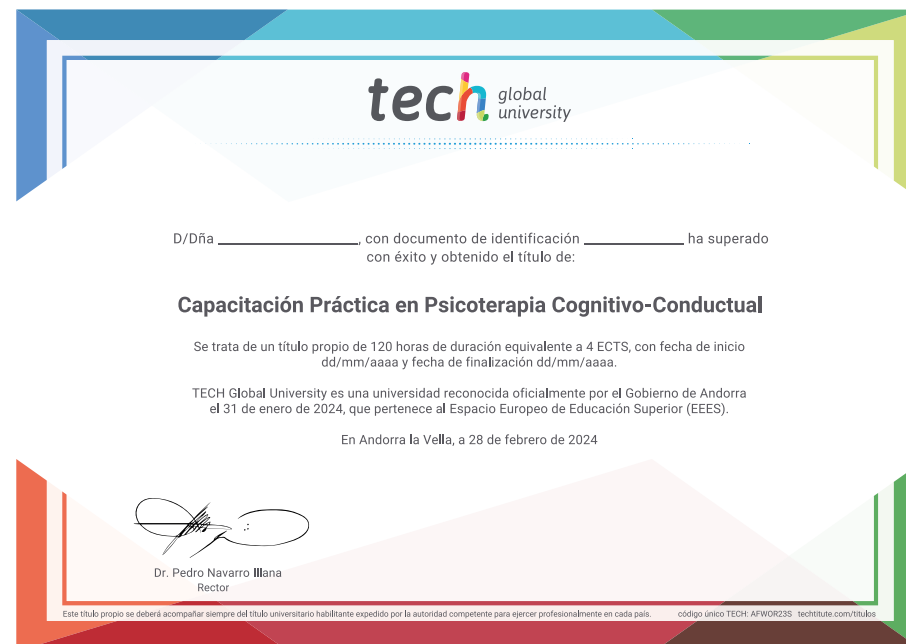 tech global university
D/Dña ____________________, con documento de identificación ______________ ha superado
con éxito y obtenido el título de:
Capacitación Práctica en Psicoterapia Cognitivo-Conductual
Se trata de un título propio de 120 horas de duración equivalente a 4 ECTS, con fecha de inicio
dd/mm/aaaa y fecha de finalización dd/mm/aaaa.
TECH Global University es una universidad reconocida oficialmente por el Gobierno de Andorra
el 31 de enero de 2024, que pertenece al Espacio Europeo de Educación Superior (EEES).
En Andorra la Vella, a 28 de febrero de 2024
Dr. Pedro Navarro Illana
Rector
Este título propio se deberá acompañar siempre del título universitario habilitante expedido por la autoridad competente para ejercer profesionalmente en cada país. código único TECH: AFWOR23S techtitute.com/titulos